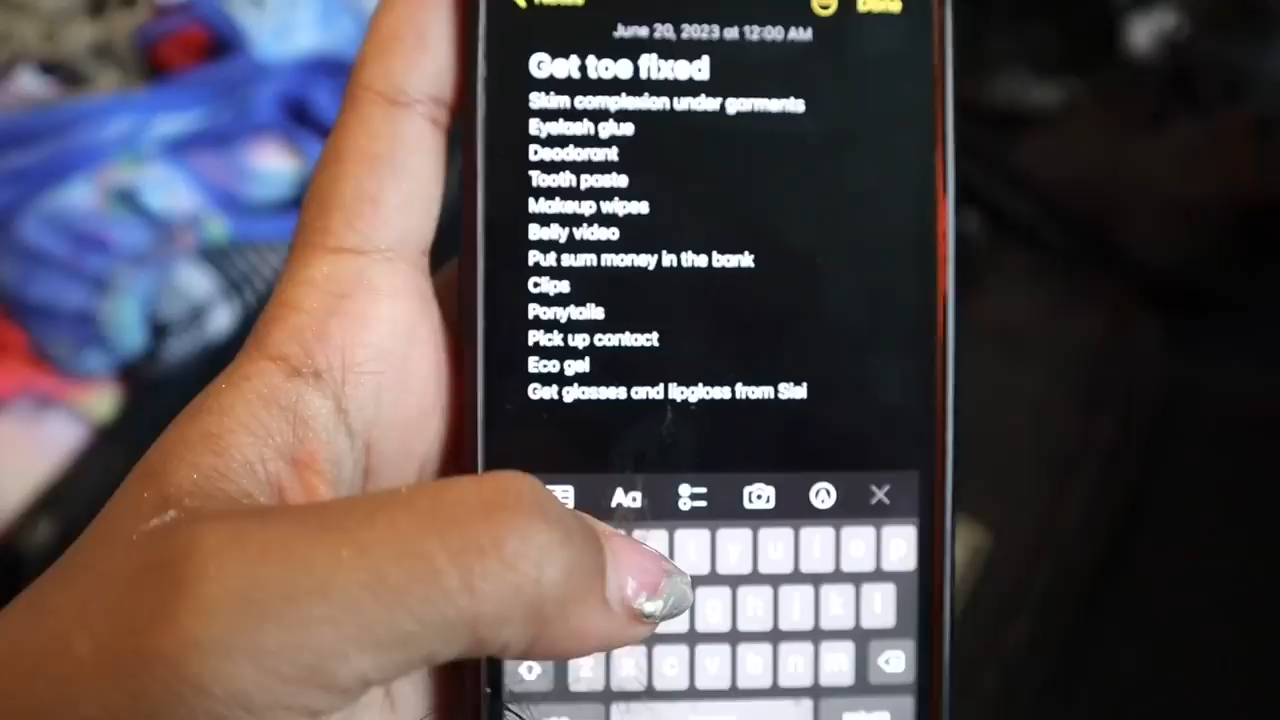 Notes
Done
June 20, 2023 at 12:00 AM
Get toe fixed
Skim complexion under garments
Eyelash glue
Deodorant
Tooth paste
Makeup wipes
Belly video
Put sum money in the bank
Clips
Ponytails
Pick up contact
Eco gel
Get glasses and lipgloss from Sisi
Aa
t y u i o p
g h j k l
z x c v b n m